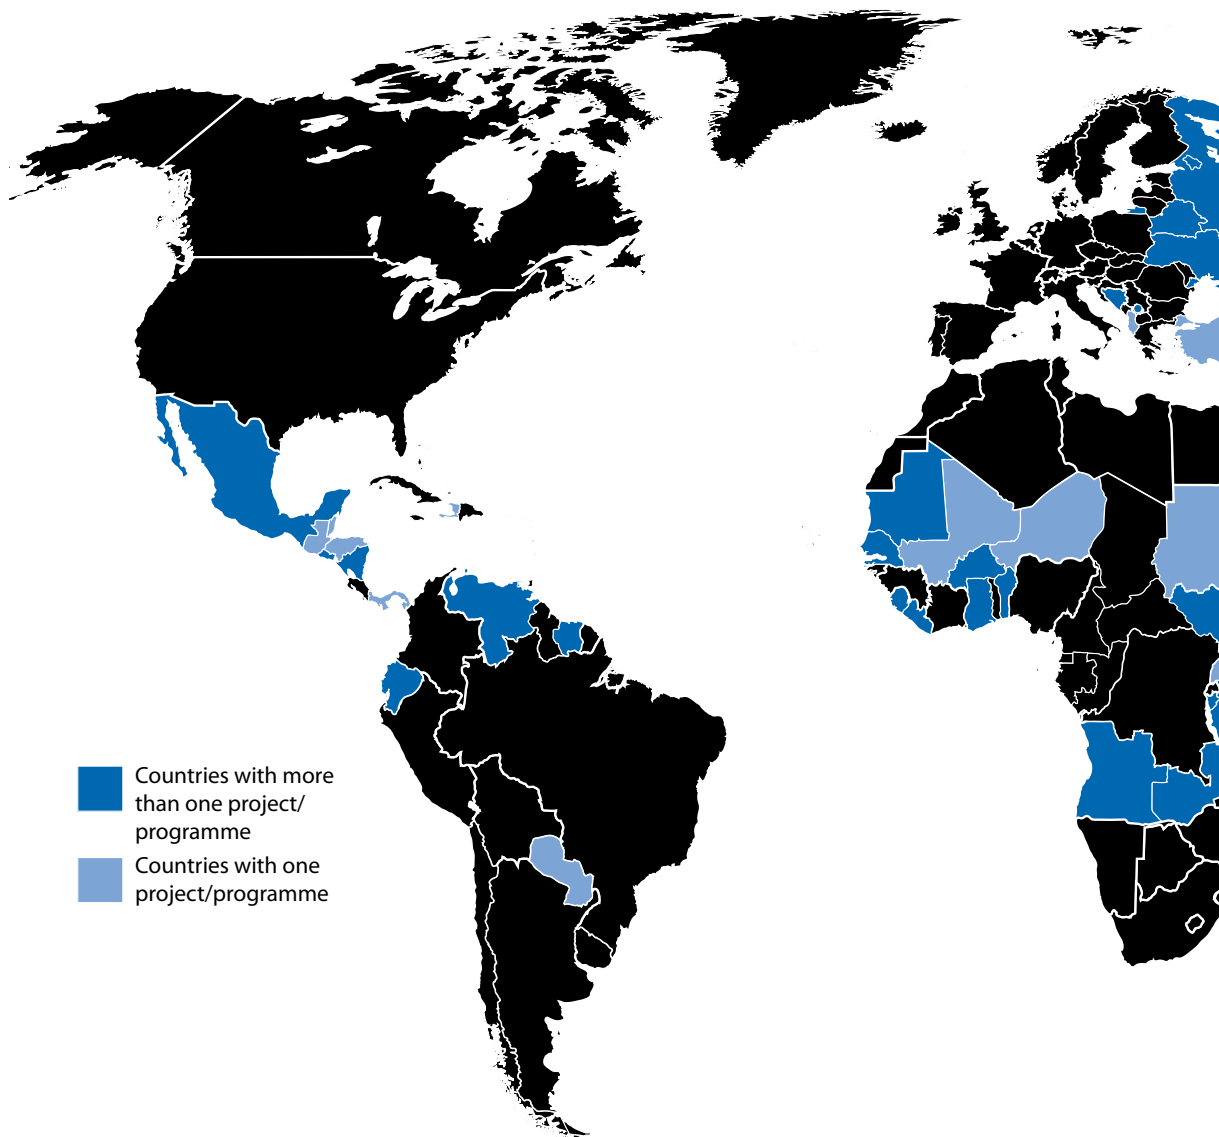 Countries with more
than one project/
programme
Countries with one
project/programme